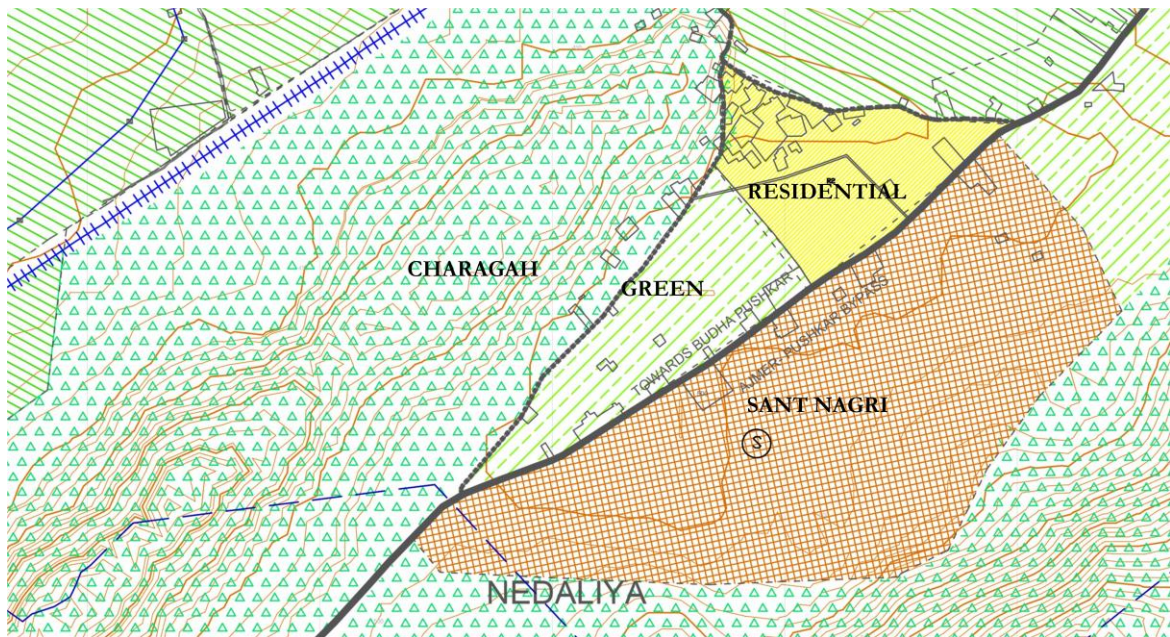 RESIDENTIAL
CHARAGAH
GREEN
TOWARDS BUDHA PUSHKAR
AJMER- PUSHKAR BYPASS
SANT NAGRI
S
NEDALIYA